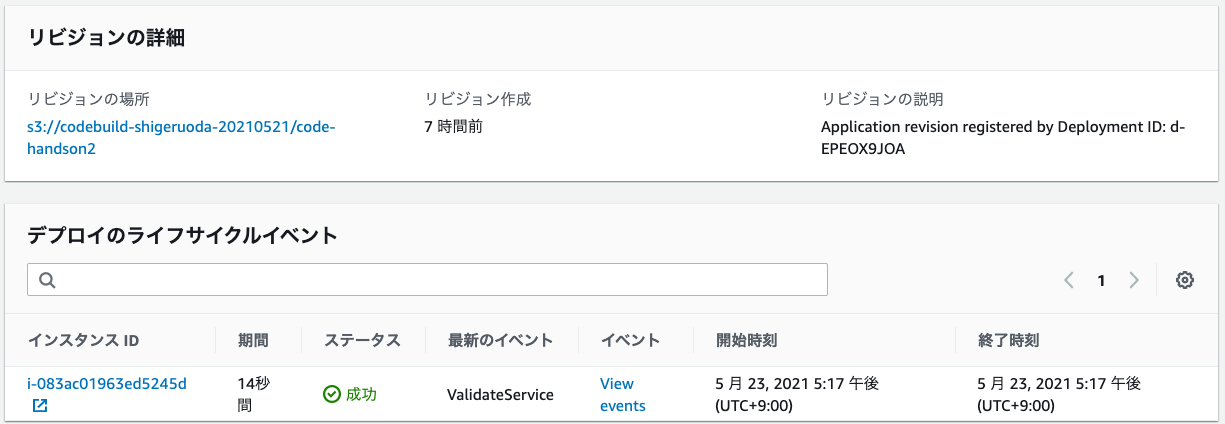 リビジョンの詳細
リビジョンの場所
s3://codebuild-shigeruoda-20210521/code-
handson2
リビジョン作成
7 時間前
リビジョンの説明
Application revision registered by Deployment ID: d-
EPEOX9JOA
デプロイのライフサイクルイベント
1
インスタンス ID 期間 ステータス 最新のイベント イベント 開始時刻 終了時刻
i-083ac01963ed5245d
14秒
間
成功
ValidateService
View
events
5 月 23, 2021 5:17 午後
(UTC+9:00)
5 月 23, 2021 5:17 午後
(UTC+9:00)